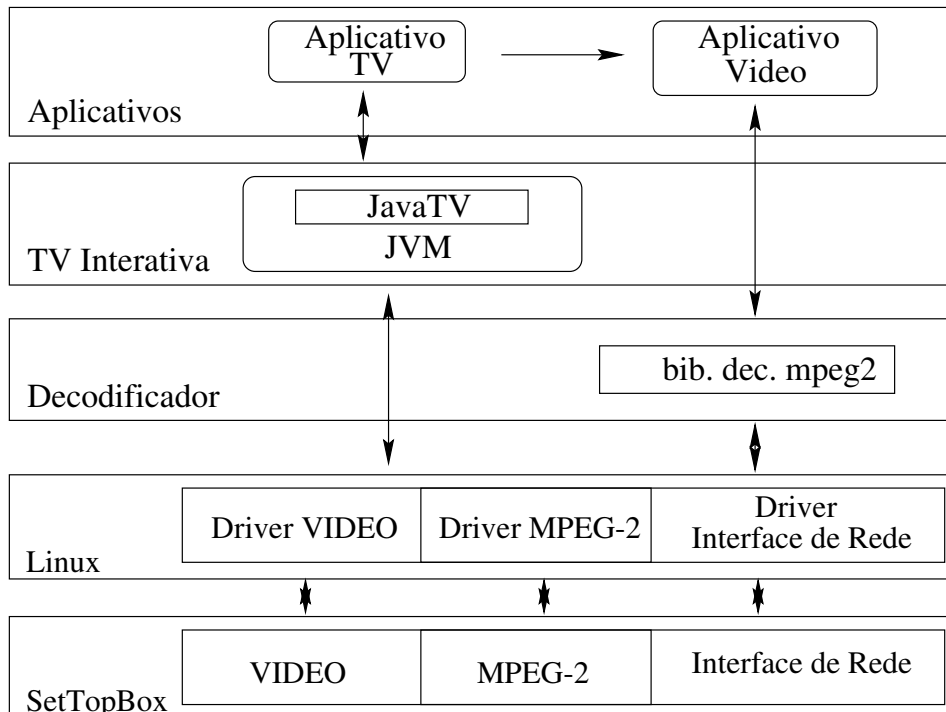 Aplicativo
TV
Aplicativo
Video
Aplicativos
JavaTV
JVM
TV Interativa
bib. dec. mpeg2
Decodificador
Driver VIDEO
Driver MPEG-2
Driver
Interface de Rede
Linux
VIDEO
MPEG-2
Interface de Rede
SetTopBox